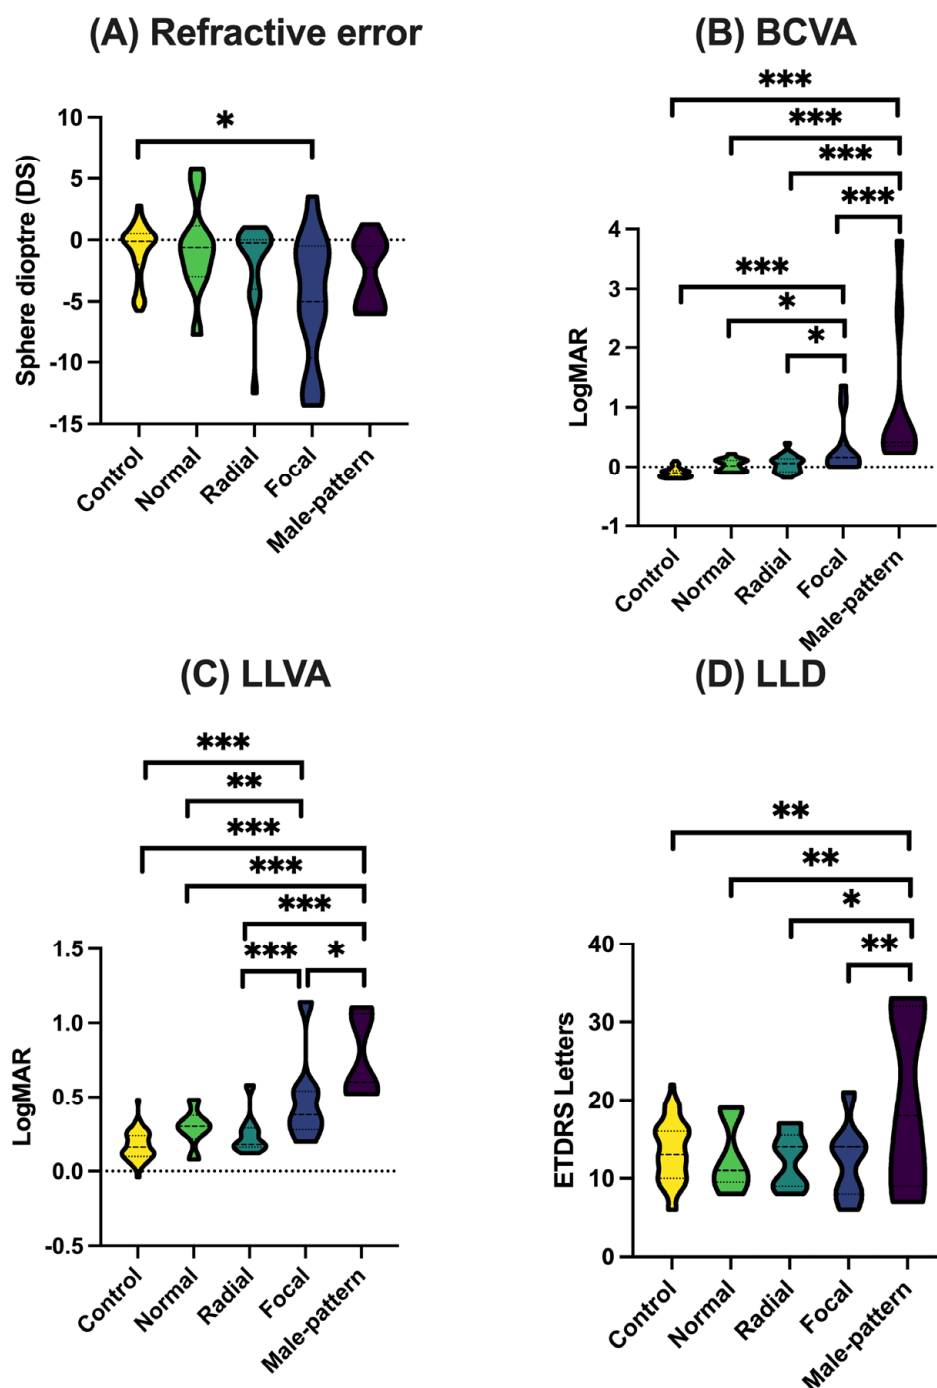 (A) Refractive error
(B) BCVA
***
***
***
***
***
*
*
*
10
5
0
-5
-10
-15
Sphere dioptre (DS)
Control
Normal
Radial
Focal
Male-pattern
4
3
2
1
0
-1
LogMAR
Control
Normal
Radial
Focal
Male-pattern
(C) LLVA
(D) LLD
***
**
***
***
***
***
*
1.5
1.0
0.5
0.0
-0.5
LogMAR
Control
Normal
Radial
Focal
Male-pattern
**
**
*
**
40
30
20
10
0
ETDRS Letters
Control
Normal
Radial
Focal
Male-pattern